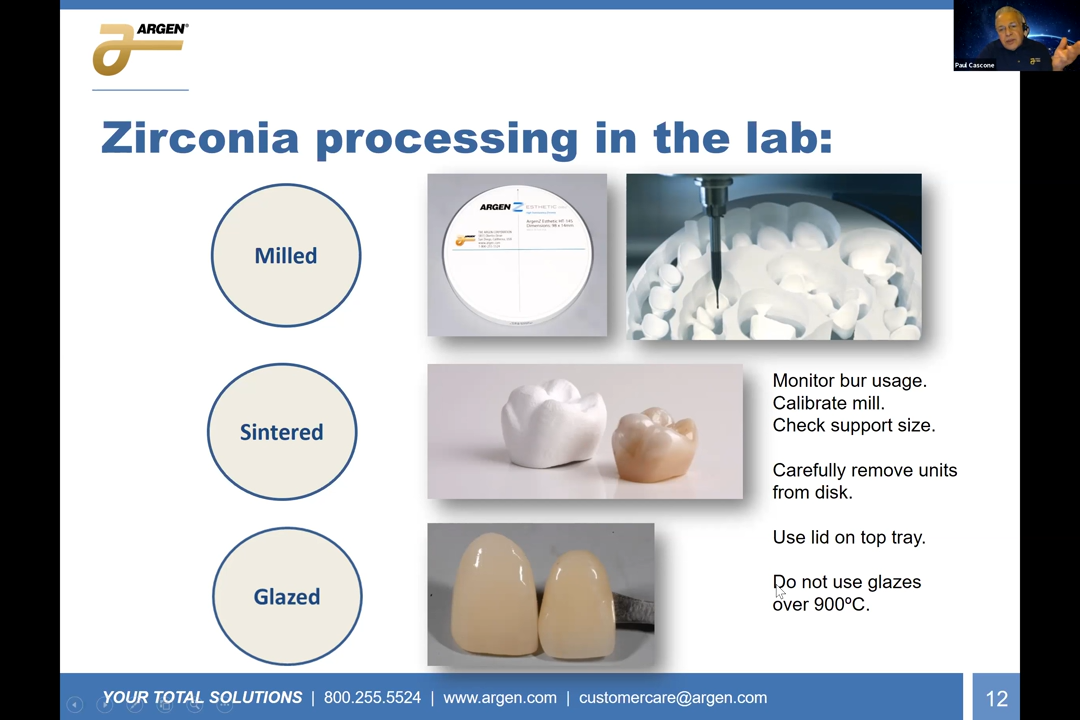 ARGEN®
Paul Cascone
Zirconia processing in the lab:
Milled
ARGEN Z ESTHETIC
Sintered
Monitor bur usage.
Calibrate mill.
Check support size.
Carefully remove units
from disk.
Use lid on top tray.
Glazed
Do not use glazes
over 900ºC.
YOUR TOTAL SOLUTIONS | 800.255.5524 | www.argen.com | customercare@argen.com
12